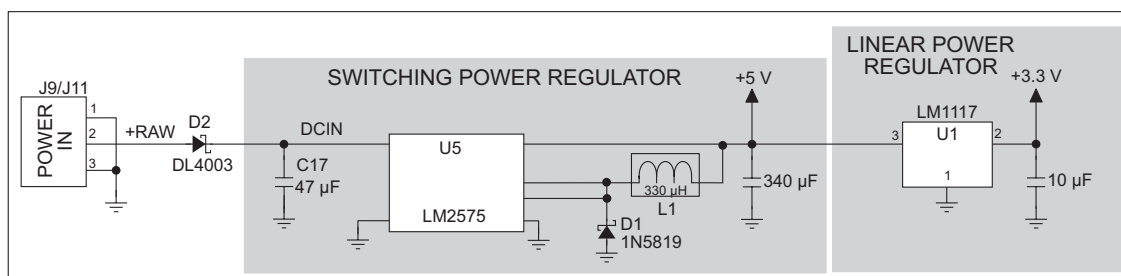 SWITCHING POWER REGULATOR
LINEAR POWER
REGULATOR
J9/J11
POWER
IN
1
2
3
+RAW
D2
DL4003
DCIN
C17
47 µF
U5
LM2575
330 µH
L1
D1
1N5819
+5 V
340 µF
3
LM1117
U1
2
1
+3.3 V
10 µF